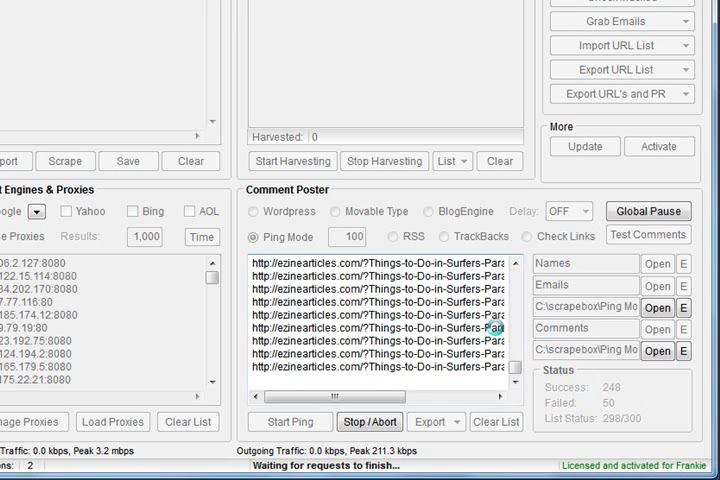 Grab Emails
Import URL List
Export URL List
Export URL's and PR
Harvested: 0
More
Update Activate
port Scrape Save Clear
Start Harvesting Stop Harvesting List Clear
t Engines & Proxies
Comment Poster
ogle Yahoo Bing AOL
Wordpress Movable Type BlogEngine Delay: OFF Global Pause
e Proxies Results: 1,000 Time
Ping Mode 100 RSS TrackBacks Check Links Test Comments
06.2.127:8080
122.15.114:8080
34.202.170:8080
7.77.116:80
185.174.12:8080
9.79.19:80
23.192.75:8080
124.194.2:8080
165.179.5:8080
175.22.21:8080
http://ezinearticles.com/?Things-to-Do-in-Surfers-Para
http://ezinearticles.com/?Things-to-Do-in-Surfers-Para
http://ezinearticles.com/?Things-to-Do-in-Surfers-Para
http://ezinearticles.com/?Things-to-Do-in-Surfers-Para
http://ezinearticles.com/?Things-to-Do-in-Surfers-Para
http://ezinearticles.com/?Things-to-Do-in-Surfers-Para
http://ezinearticles.com/?Things-to-Do-in-Surfers-Para
http://ezinearticles.com/?Things-to-Do-in-Surfers-Para
http://ezinearticles.com/?Things-to-Do-in-Surfers-Para
Names Open E
Emails Open E
C:\scrapebox\Ping Mo Open E
Comments Open E
C:\scrapebox\Ping Mo Open E
Status
Success: 248
Failed: 50
List Status: 298/300
nage Proxies Load Proxies Clear List
Start Ping Stop / Abort Export Clear List
Traffic: 0.0 kbps, Peak 3.2 mbps
Outgoing Traffic: 0.0 kbps, Peak 211.3 kbps
ons: 2
Waiting for requests to finish...
Licensed and activated for Frankie